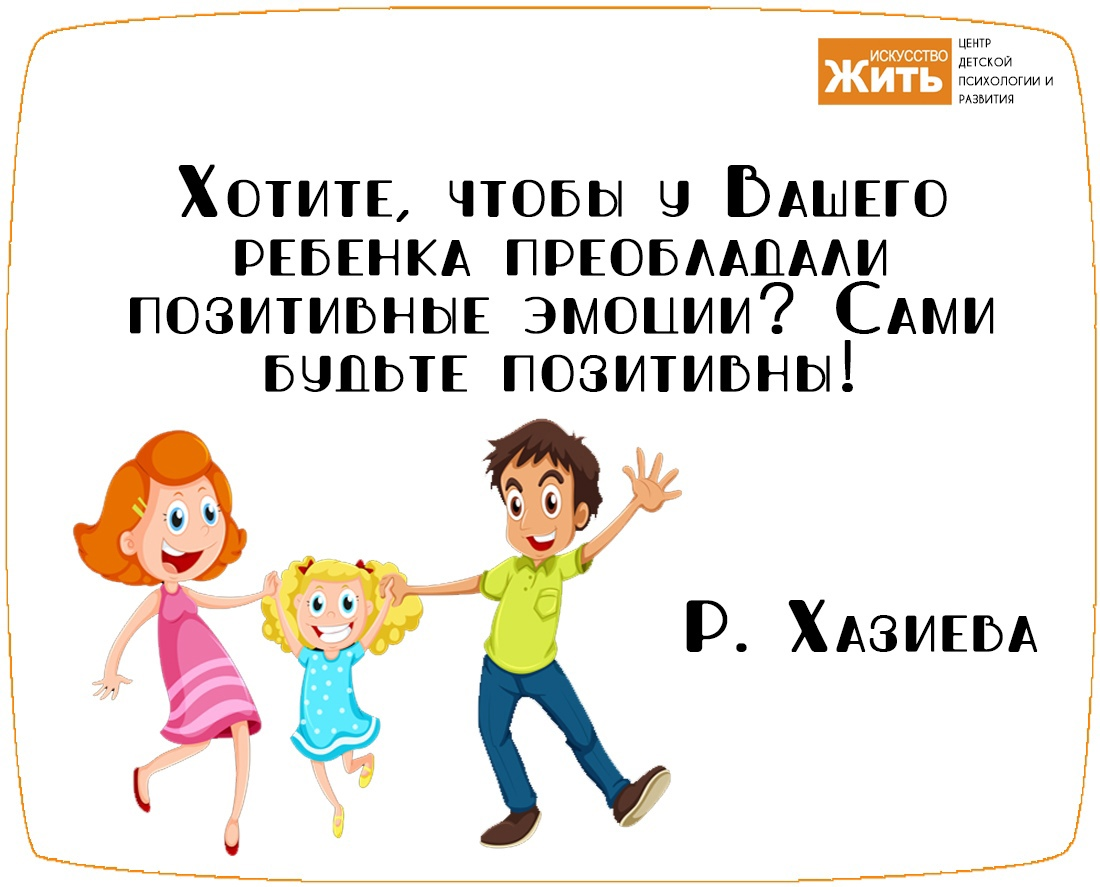 ИСКУССТВО
Жить
ЦЕНТР
ДЕТСКОЙ
ПСИХОЛОГИИ И
РАЗВИТИЯ
Хотите, чтобы у Вашего
ребенка преобладали
позитивные эмоции? Сами
будьте позитивны!
Р. Хазиева